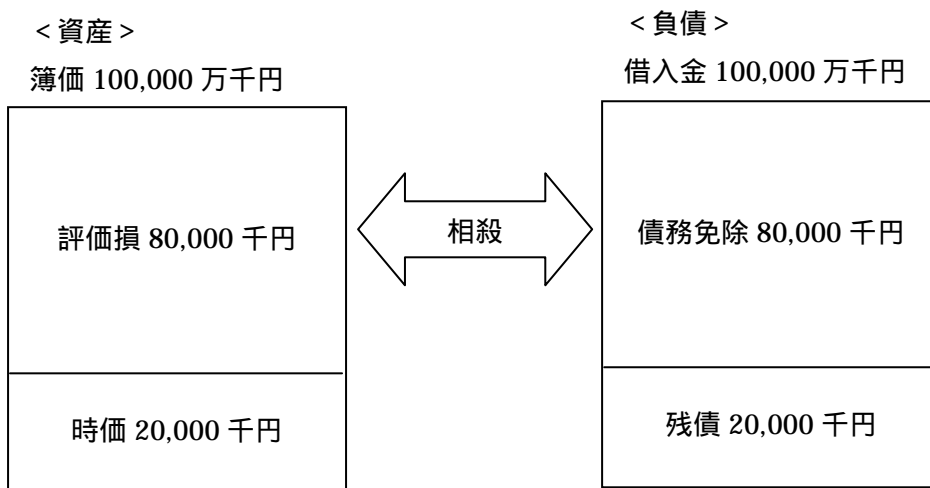 ＜資産＞
簿価 100,000 万千円
評価損 80,000 千円
時価 20,000 千円
相殺
＜負債＞
借入金 100,000 万千円
債務免除 80,000 千円
残債 20,000 千円